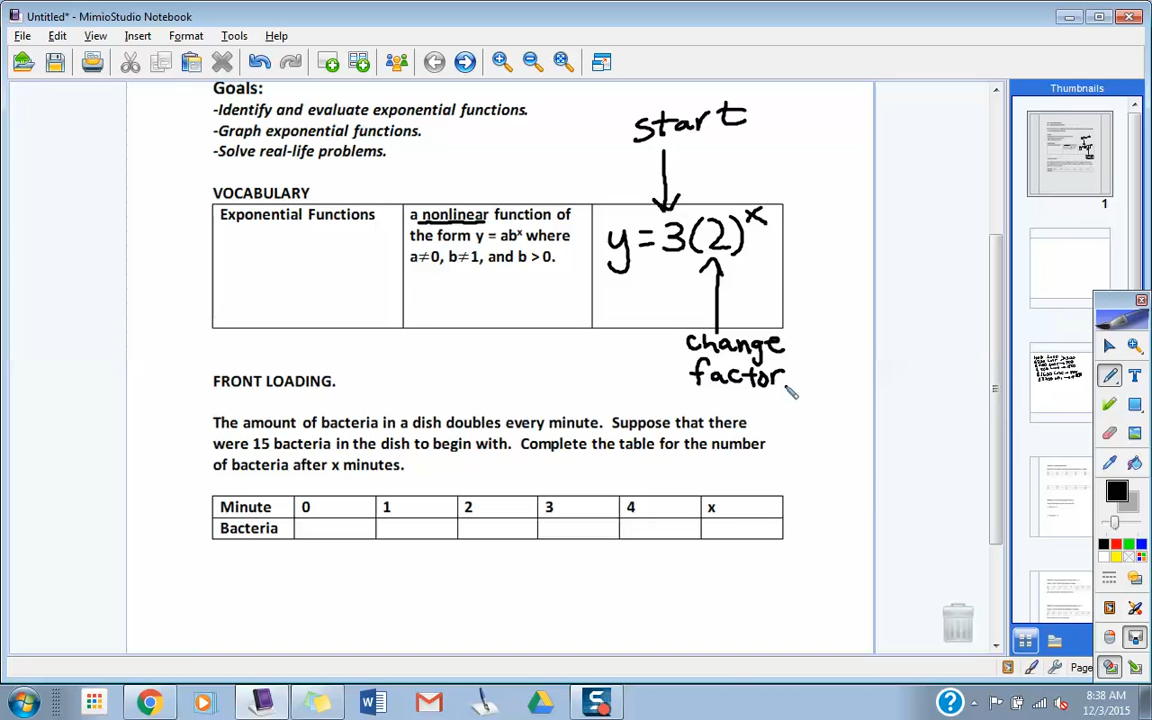 Untitled* - MimioStudio Notebook
File Edit View Insert Format Tools Help
Goals:
-Identify and evaluate exponential functions.
-Graph exponential functions.
-Solve real-life problems.
start
VOCABULARY
Exponential Functions
a nonlinear function of
the form y = abˣ where
a≠0, b≠1, and b > 0.
y = 3(2)ˣ
change
factor
FRONT LOADING.
The amount of bacteria in a dish doubles every minute. Suppose that there
were 15 bacteria in the dish to begin with. Complete the table for the number
of bacteria after x minutes.
Minute 0 1 2 3 4 x
Bacteria
Thumbnails
1
Page
8:38 AM
12/3/2015